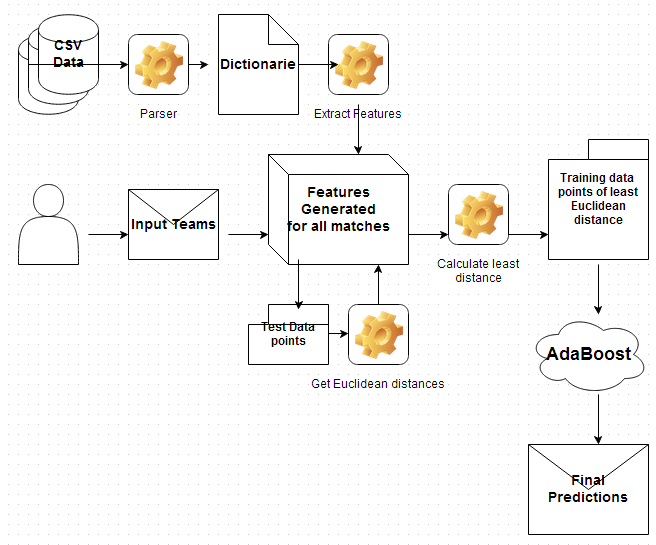 CSV
Data
Parser
Dictionarie
Extract Features
Input Teams
Features
Generated
for all matches
Calculate least
distance
Training data
points of least
Euclidean
distance
Test Data
points
Get Euclidean distances
AdaBoost
Final
Predictions